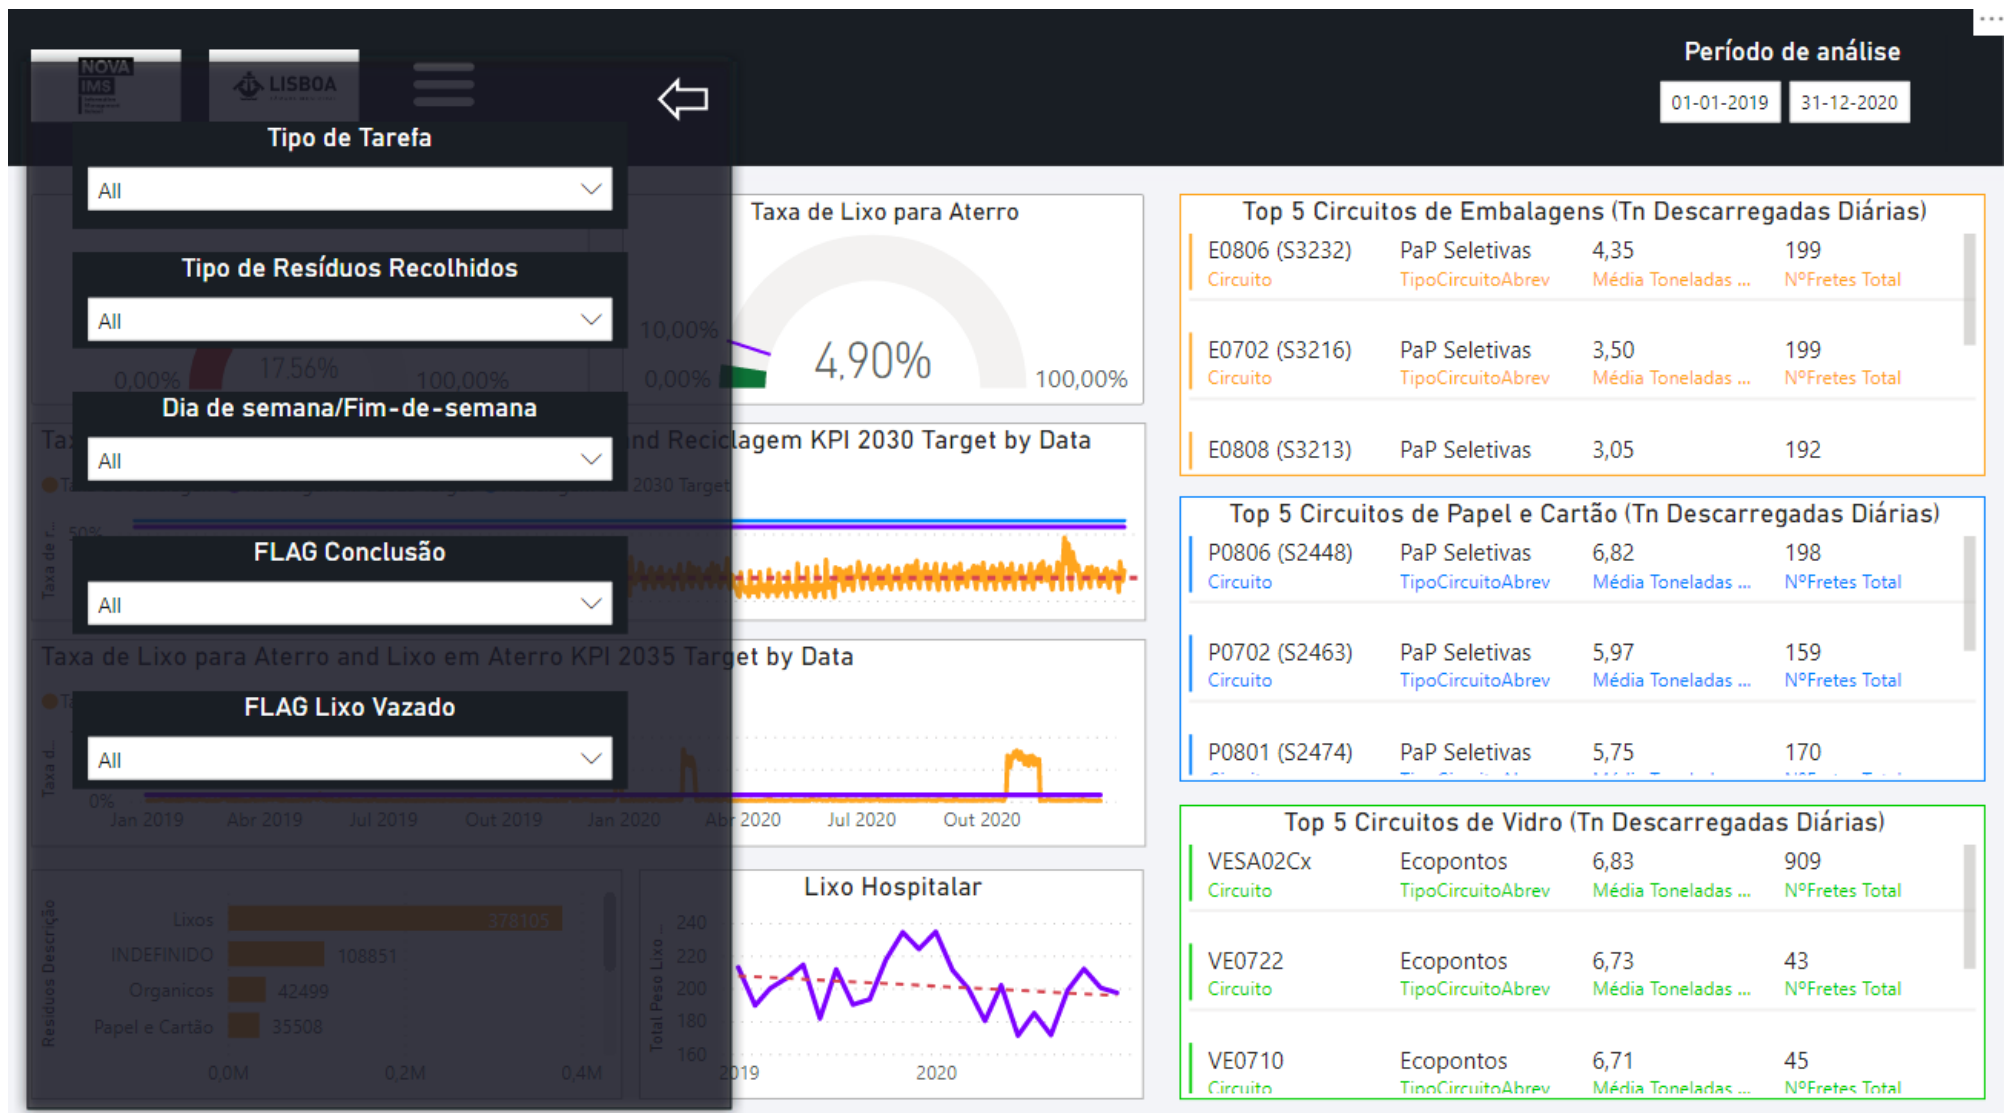 NOVA
IMS
Information
Management
School
LISBOA
Período de análise
01-01-2019
31-12-2020
Tipo de Tarefa
All
Tipo de Resíduos Recolhidos
All
Dia de semana/Fim-de-semana
All
FLAG Conclusão
All
FLAG Lixo Vazado
All
0,00%
17,56%
100,00%
Taxa de Lixo para Aterro
10,00%
0,00%
4,90%
100,00%
nd Reciclagem KPI 2030 Target by Data
2030 Target
Taxa de r...
50%
Taxa de Lixo para Aterro and Lixo em Aterro KPI 2035 Target by Data
Taxa d...
0%
Jan 2019
Abr 2019
Jul 2019
Out 2019
Jan 2020
Abr 2020
Jul 2020
Out 2020
Resíduos Descrição
Lixos
378105
INDEFINIDO
108851
Organicos
42499
Papel e Cartão
35508
0,0M
0,2M
0,4M
Lixo Hospitalar
Total Peso Lixo ...
240
220
200
180
160
2019
2020
Top 5 Circuitos de Embalagens (Tn Descarregadas Diárias)
E0806 (S3232) PaP Seletivas 4,35 199
Circuito TipoCircuitoAbrev Média Toneladas ... NºFretes Total
E0702 (S3216) PaP Seletivas 3,50 199
Circuito TipoCircuitoAbrev Média Toneladas ... NºFretes Total
E0808 (S3213) PaP Seletivas 3,05 192
Top 5 Circuitos de Papel e Cartão (Tn Descarregadas Diárias)
P0806 (S2448) PaP Seletivas 6,82 198
Circuito TipoCircuitoAbrev Média Toneladas ... NºFretes Total
P0702 (S2463) PaP Seletivas 5,97 159
Circuito TipoCircuitoAbrev Média Toneladas ... NºFretes Total
P0801 (S2474) PaP Seletivas 5,75 170
Top 5 Circuitos de Vidro (Tn Descarregadas Diárias)
VESA02Cx Ecopontos 6,83 909
Circuito TipoCircuitoAbrev Média Toneladas ... NºFretes Total
VE0722 Ecopontos 6,73 43
Circuito TipoCircuitoAbrev Média Toneladas ... NºFretes Total
VE0710 Ecopontos 6,71 45
Circuito TipoCircuitoAbrev Média Toneladas ... NºFretes Total